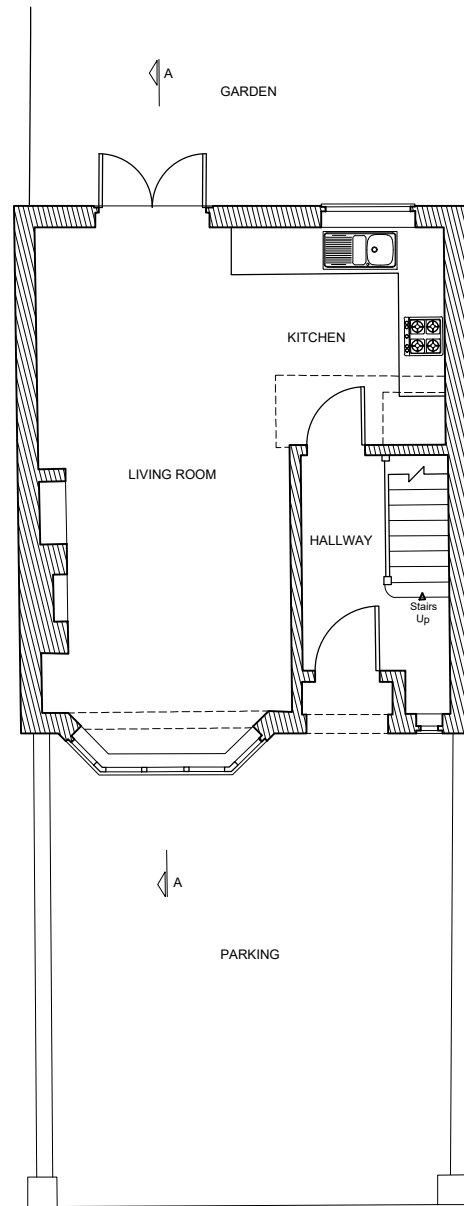 A
GARDEN
KITCHEN
LIVING ROOM
HALLWAY
Stairs
Up
A
PARKING